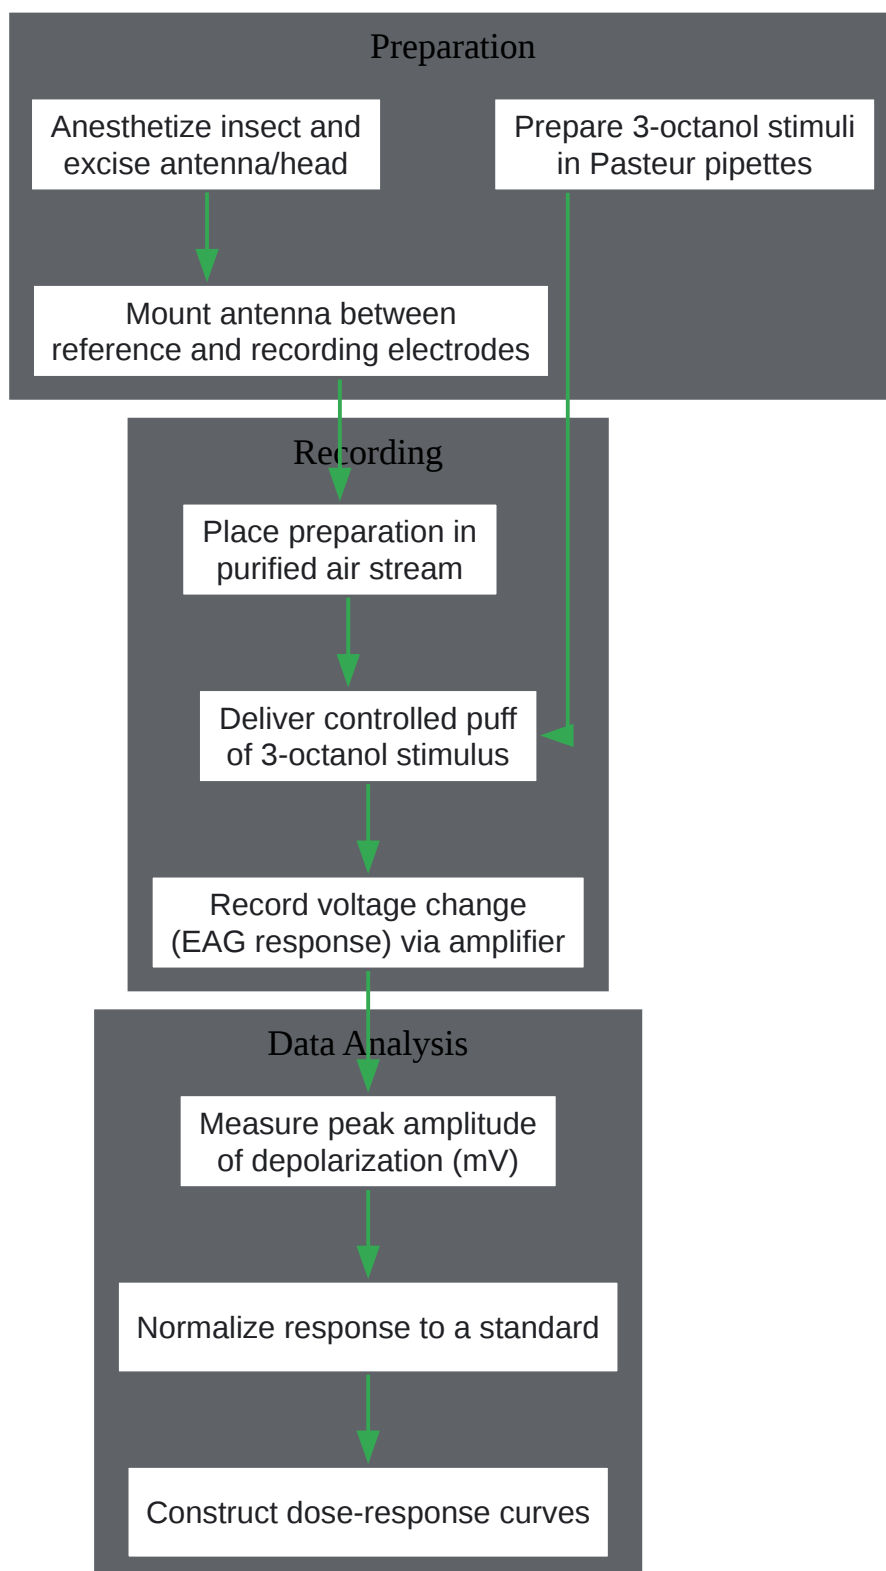 Preparation
Anesthetize insect and
excise antenna/head
Prepare 3-octanol stimuli
in Pasteur pipettes
Mount antenna between
reference and recording electrodes
Recording
Place preparation in
purified air stream
Deliver controlled puff
of 3-octanol stimulus
Record voltage change
(EAG response) via amplifier
Data Analysis
Measure peak amplitude
of depolarization (mV)
Normalize response to a standard
Construct dose-response curves